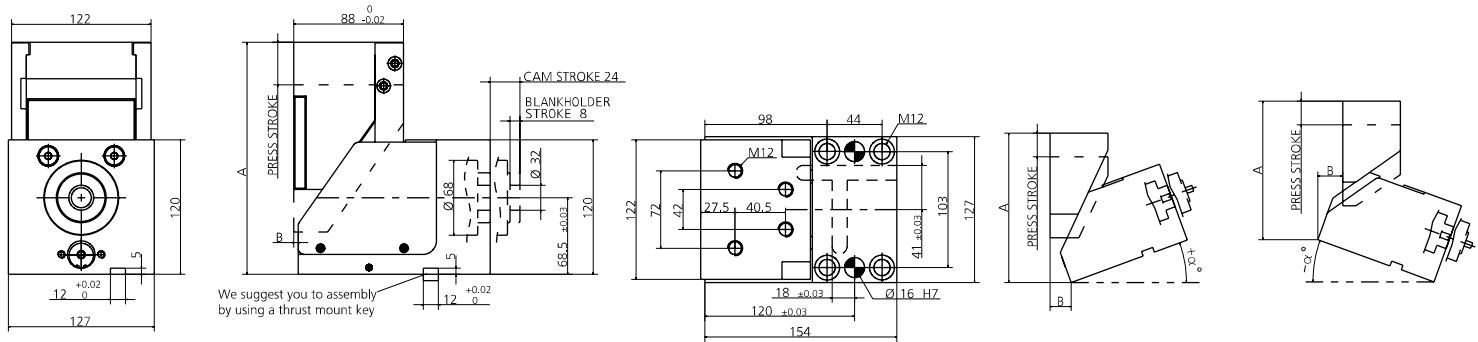 122
120
5
+0.02
12 0
127
0
88 -0.02
PRESS STROKE
A
B
CAM STROKE 24
BLANKHOLDER
STROKE 8
Ø 32
Ø 68
68.5 ±0.03
120
5
+0.02
12 0
We suggest you to assembly
by using a thrust mount key
98
44
M12
M12
122
72
42
27.5
40.5
41 ±0.03
103
127
18 ±0.03
Ø 16 H7
120 ±0.03
154
A
PRESS STROKE
B
+α°
A
PRESS STROKE
B
-α°